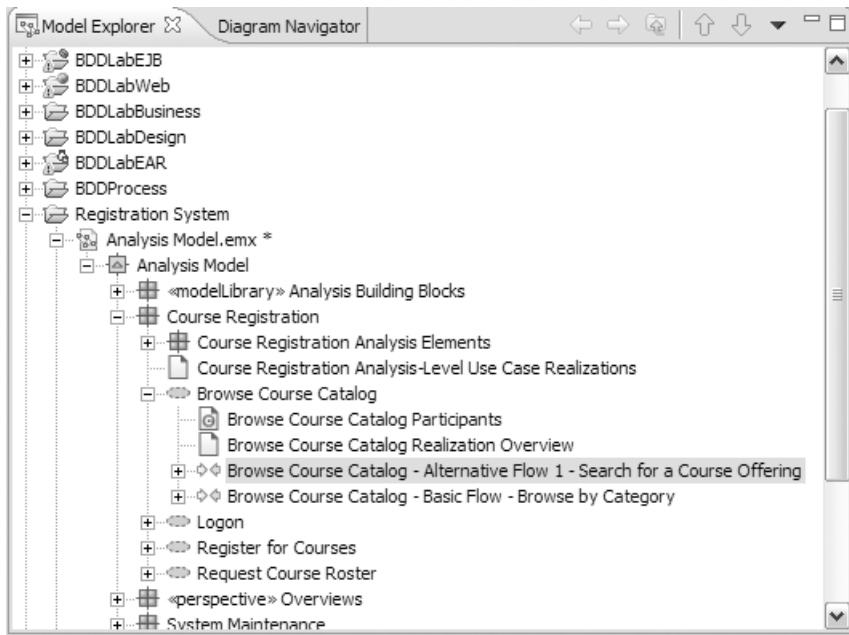 Model Explorer Diagram Navigator
BDDLabEJB
BDDLabWeb
BDDLabBusiness
BDDLabDesign
BDDLabEAR
BDDProcess
Registration System
Analysis Model.emx *
Analysis Model
«modelLibrary» Analysis Building Blocks
Course Registration
Course Registration Analysis Elements
Course Registration Analysis-Level Use Case Realizations
Browse Course Catalog
Browse Course Catalog Participants
Browse Course Catalog Realization Overview
Browse Course Catalog - Alternative Flow 1 - Search for a Course Offering
Browse Course Catalog - Basic Flow - Browse by Category
Logon
Register for Courses
Request Course Roster
«perspective» Overviews
System Maintenance